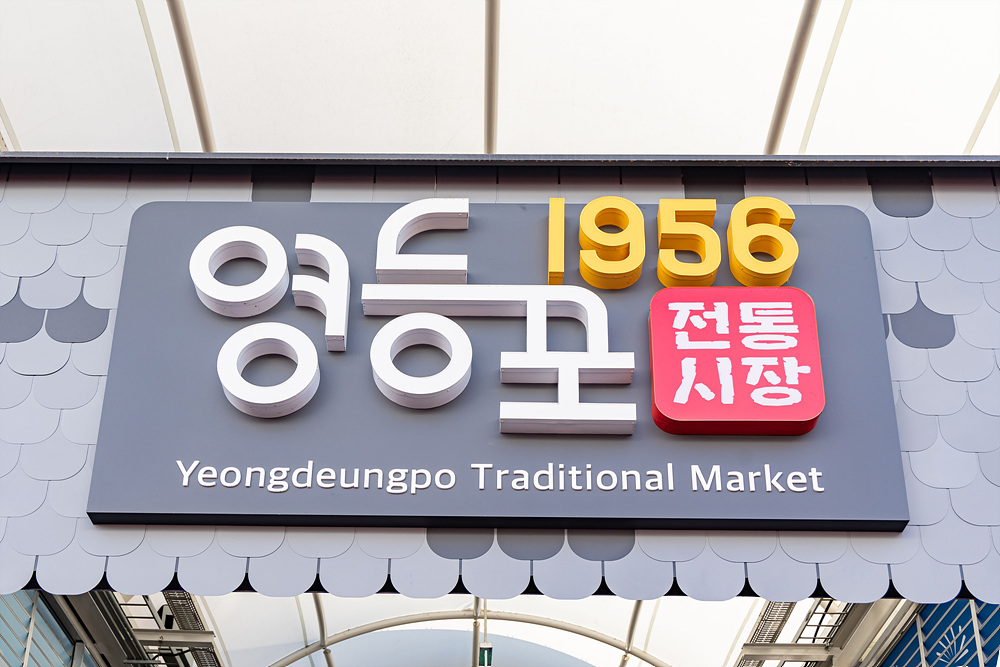 영등포 1956
전통
시장
Yeongdeungpo Traditional Market